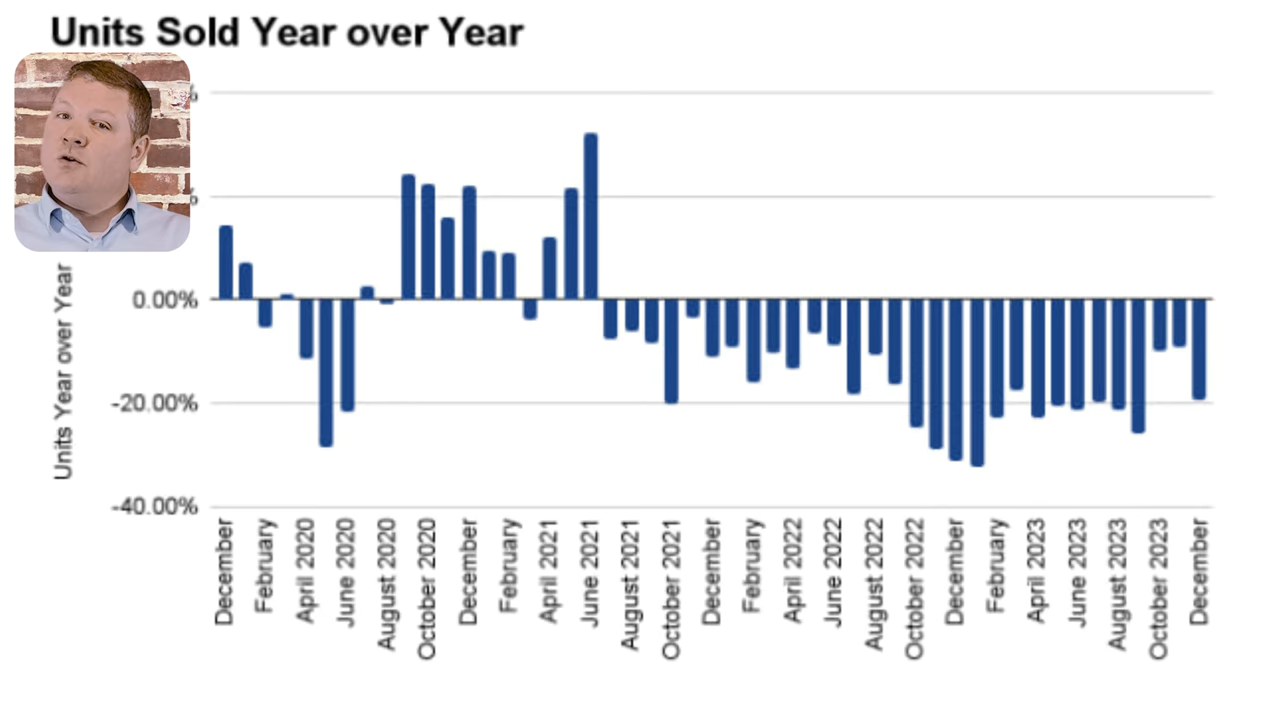 Units Sold Year over Year
%
%
0.00%
-20.00%
-40.00%
Units Year over Year
December
February
April 2020
June 2020
August 2020
October 2020
December
February
April 2021
June 2021
August 2021
October 2021
December
February
April 2022
June 2022
August 2022
October 2022
December
February
April 2023
June 2023
August 2023
October 2023
December